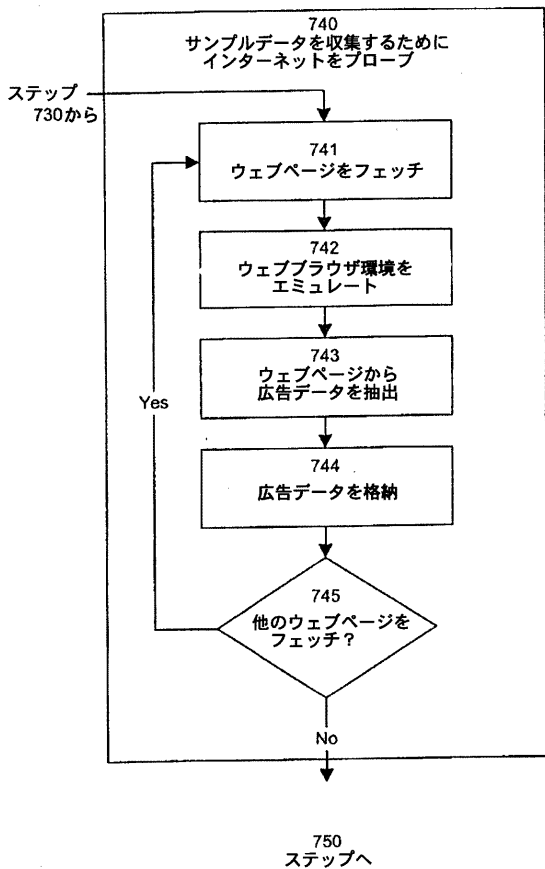 740
サンプルデータを収集するために
インターネットをプローブ
ステップ
730から
741
ウェブページをフェッチ
742
ウェブブラウザ環境を
エミュレート
743
ウェブページから
広告データを抽出
Yes
744
広告データを格納
745
他のウェブページを
フェッチ？
No
750
ステップへ